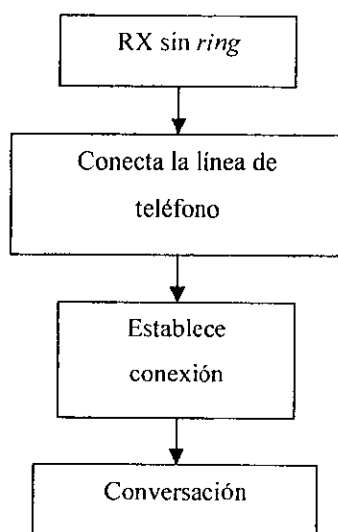 RX sin ring
Conecta la línea de
teléfono
Establece
conexión
Conversación